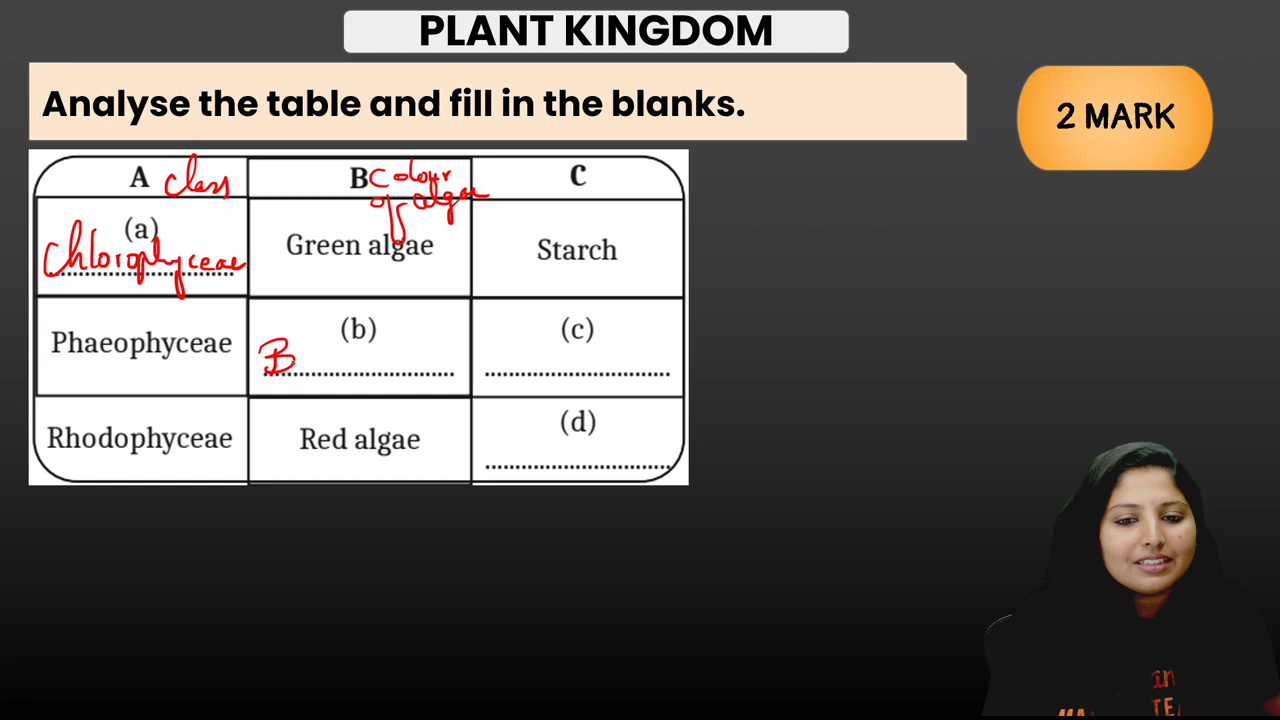 PLANT KINGDOM
Analyse the table and fill in the blanks.
2 MARK
A class
B Colour of algae
C
(a)
Chlorophyceae
Green algae
Starch
Phaeophyceae
(b)
B
(c)
Rhodophyceae
Red algae
(d)